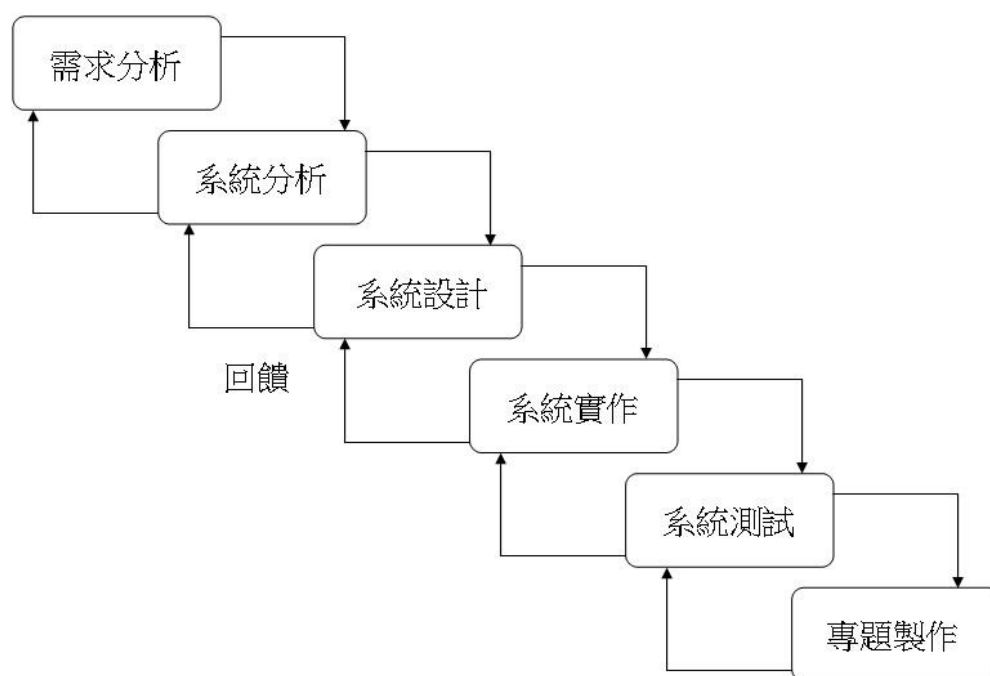 需求分析
系統分析
系統設計
回饋
系統實作
系統測試
專題製作